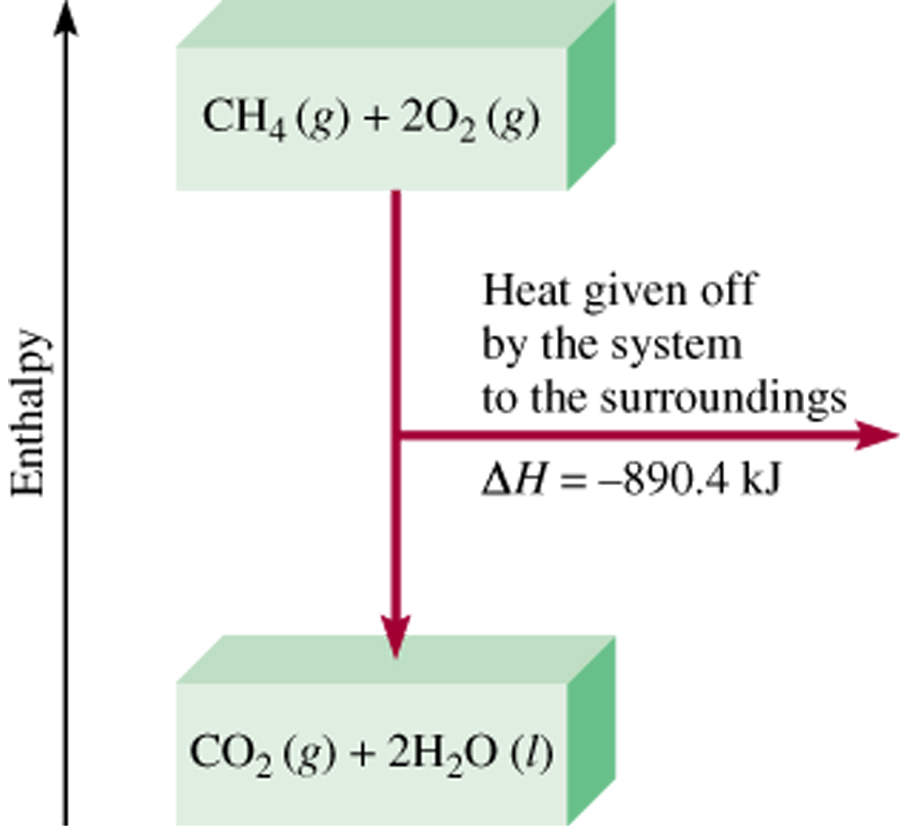 CH₄ (g) + 2O₂ (g)
Heat given off
by the system
to the surroundings
ΔH = –890.4 kJ
Enthalpy
CO₂ (g) + 2H₂O (l)